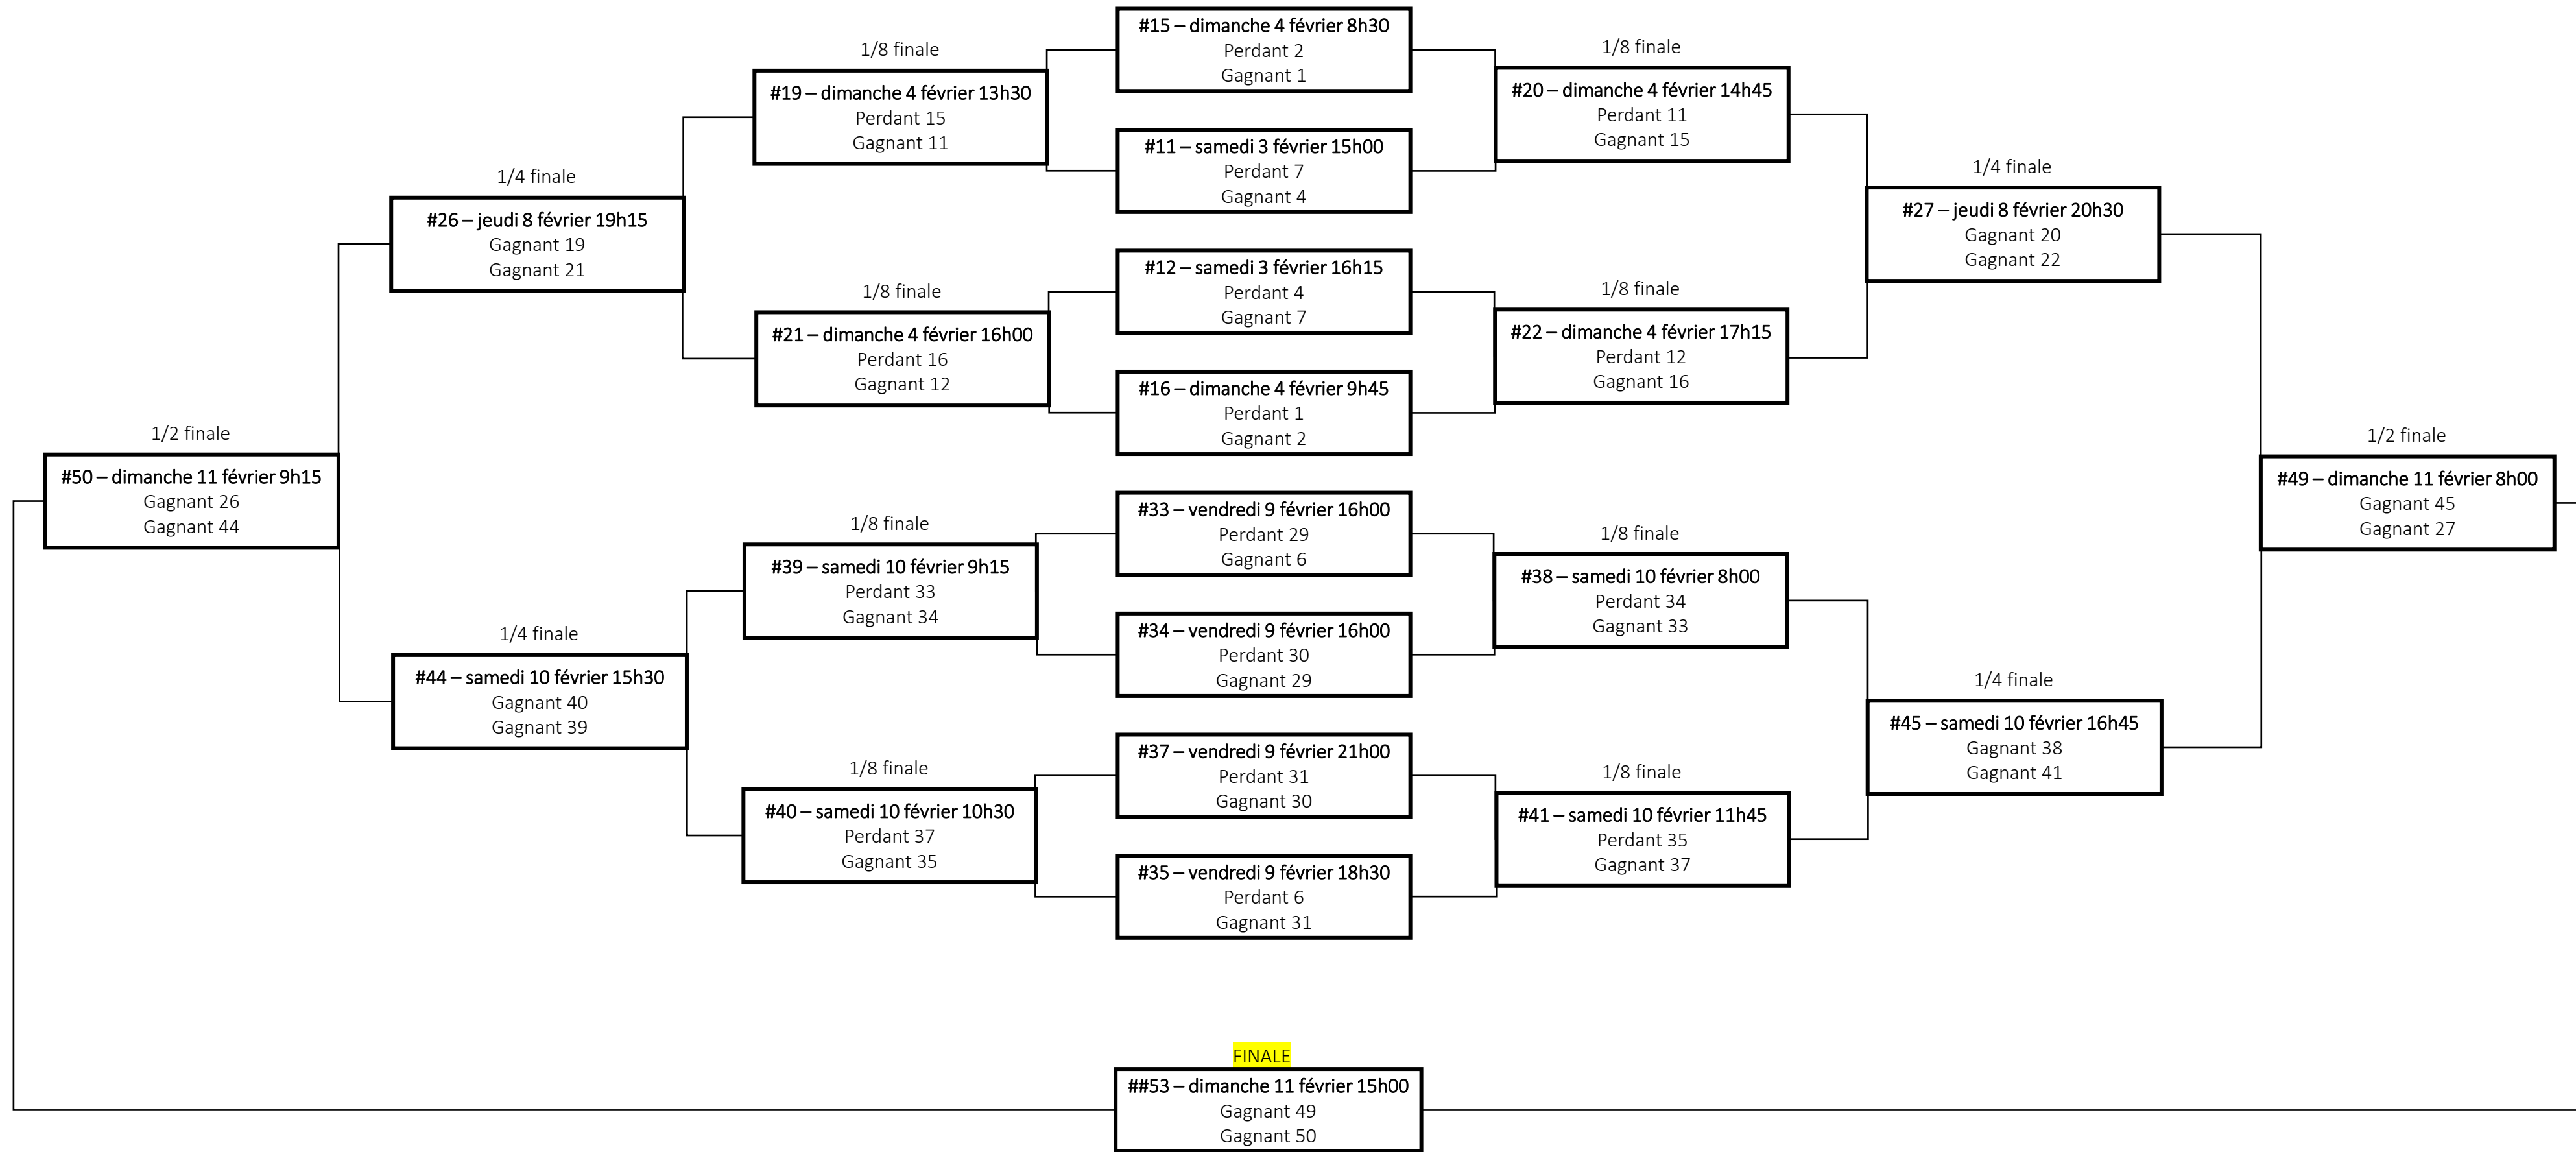 #15 – dimanche 4 février 8h30
Perdant 2
Gagnant 1
1/8 finale
#19 – dimanche 4 février 13h30
Perdant 15
Gagnant 11
1/8 finale
#20 – dimanche 4 février 14h45
Perdant 11
Gagnant 15
#11 – samedi 3 février 15h00
Perdant 7
Gagnant 4
1/4 finale
#26 – jeudi 8 février 19h15
Gagnant 19
Gagnant 21
1/4 finale
#27 – jeudi 8 février 20h30
Gagnant 20
Gagnant 22
#12 – samedi 3 février 16h15
Perdant 4
Gagnant 7
1/8 finale
#21 – dimanche 4 février 16h00
Perdant 16
Gagnant 12
1/8 finale
#22 – dimanche 4 février 17h15
Perdant 12
Gagnant 16
#16 – dimanche 4 février 9h45
Perdant 1
Gagnant 2
1/2 finale
#50 – dimanche 11 février 9h15
Gagnant 26
Gagnant 44
1/2 finale
#49 – dimanche 11 février 8h00
Gagnant 45
Gagnant 27
#33 – vendredi 9 février 16h00
Perdant 29
Gagnant 6
1/8 finale
#39 – samedi 10 février 9h15
Perdant 33
Gagnant 34
1/8 finale
#38 – samedi 10 février 8h00
Perdant 34
Gagnant 33
#34 – vendredi 9 février 16h00
Perdant 30
Gagnant 29
1/4 finale
#44 – samedi 10 février 15h30
Gagnant 40
Gagnant 39
1/4 finale
#45 – samedi 10 février 16h45
Gagnant 38
Gagnant 41
#37 – vendredi 9 février 21h00
Perdant 31
Gagnant 30
1/8 finale
#40 – samedi 10 février 10h30
Perdant 37
Gagnant 35
1/8 finale
#41 – samedi 10 février 11h45
Perdant 35
Gagnant 37
#35 – vendredi 9 février 18h30
Perdant 6
Gagnant 31
FINALE
##53 – dimanche 11 février 15h00
Gagnant 49
Gagnant 50